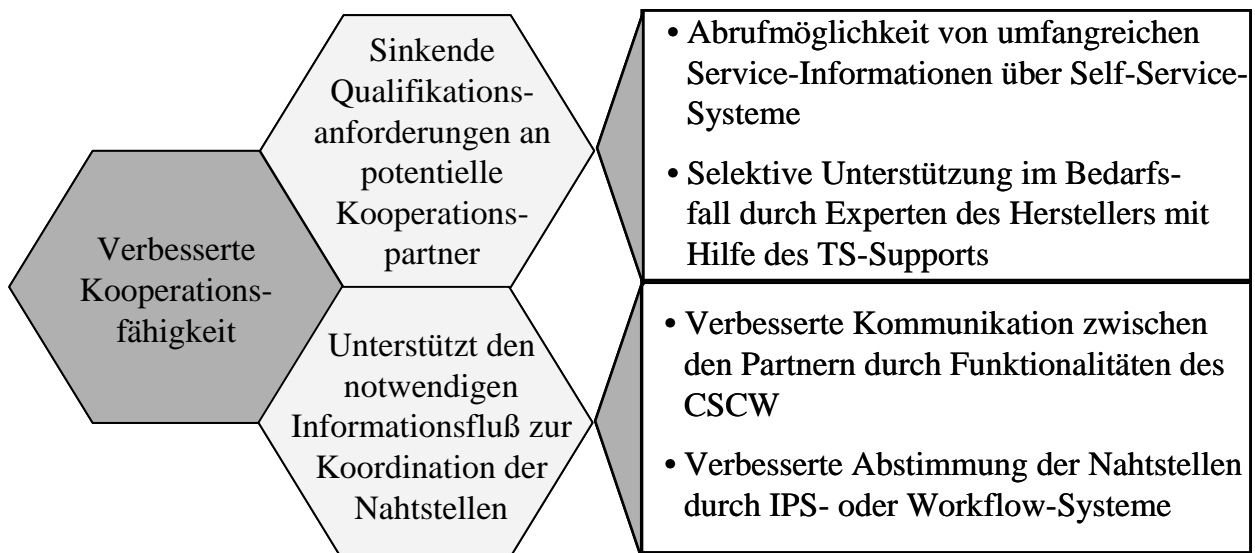 Verbesserte
Kooperations-
fähigkeit
Sinkende
Qualifikations-
anforderungen an
potentielle
Kooperations-
partner
• Abrufmöglichkeit von umfangreichen
Service-Informationen über Self-Service-
Systeme
• Selektive Unterstützung im Bedarfs-
fall durch Experten des Herstellers mit
Hilfe des TS-Supports
Unterstützt den
notwendigen
Informationsfluß zur
Koordination der
Nahtstellen
• Verbesserte Kommunikation zwischen
den Partnern durch Funktionalitäten des
CSCW
• Verbesserte Abstimmung der Nahtstellen
durch IPS- oder Workflow-Systeme